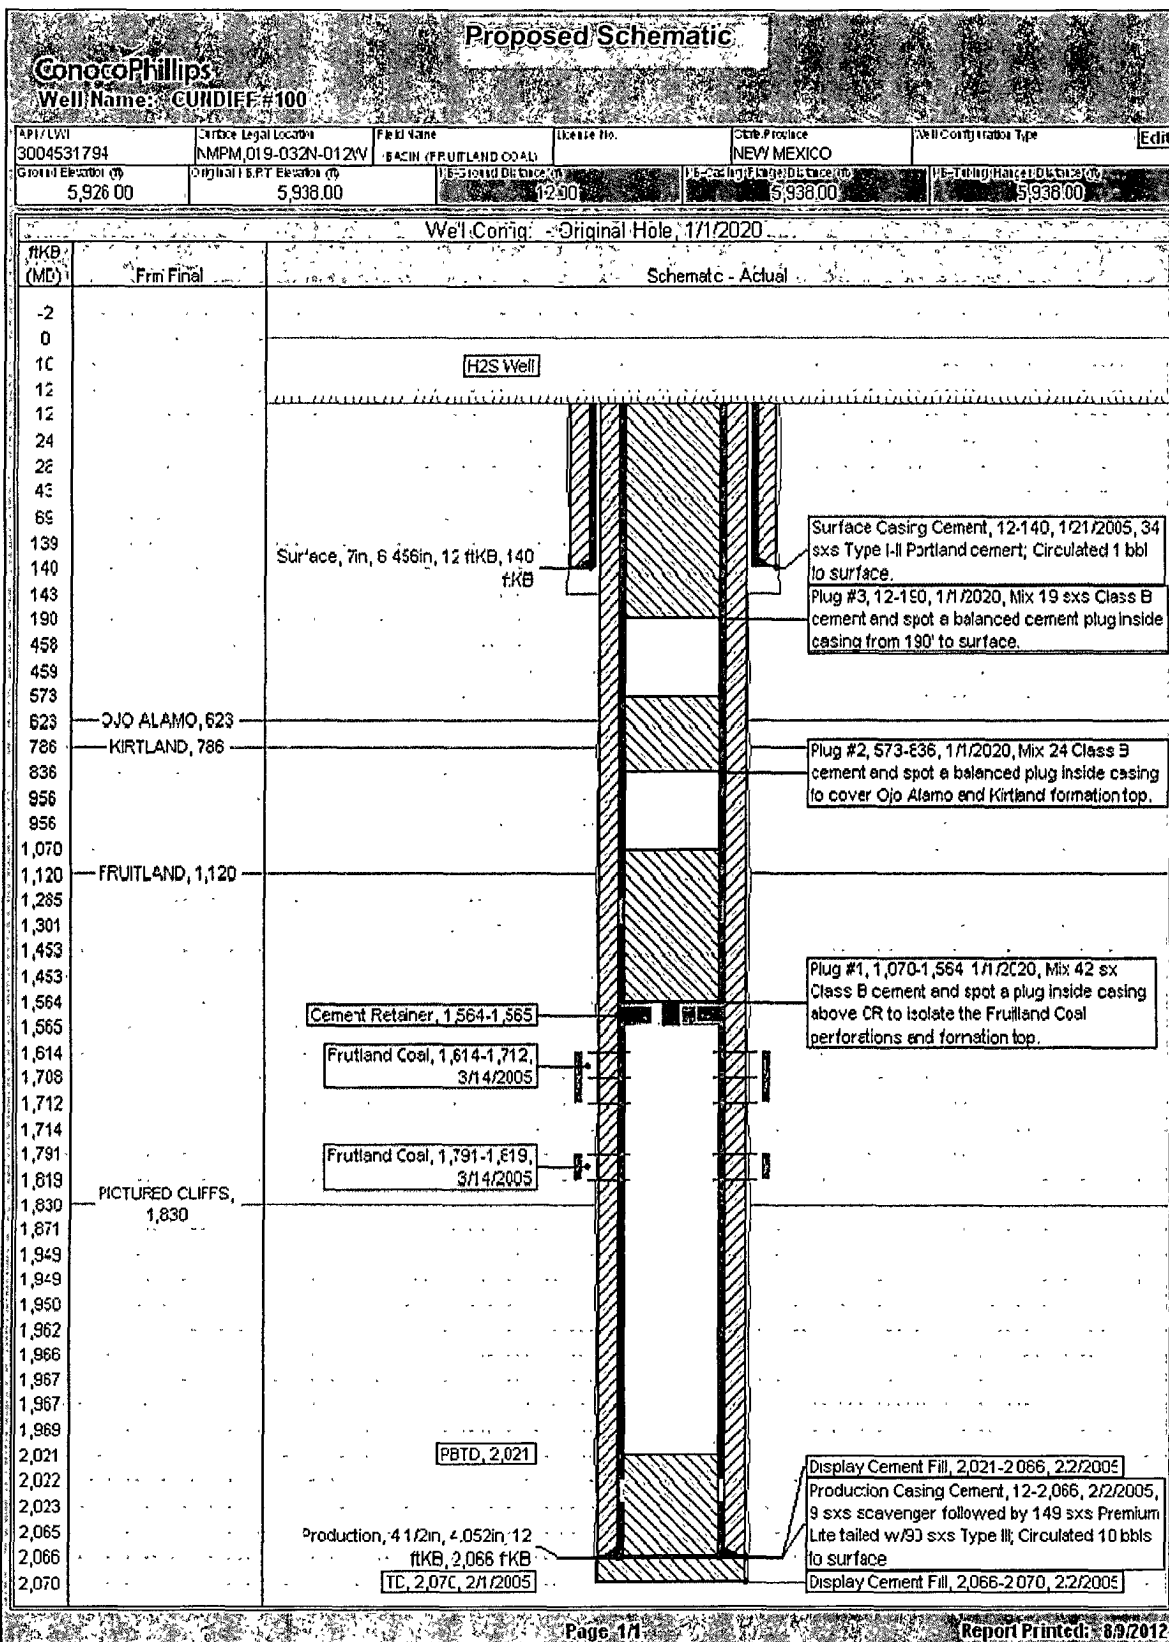 Proposed Schematic
ConocoPhillips
Well Name: CUNDIFF #100
API / UWI
3004531794
Surface Legal Location
NMPM,019-032N-012W
Field Name
BASIN (FRUITLAND COAL)
License No.
State/Province
NEW MEXICO
Well Configuration Type
Edit
Ground Elevation (ft)
5,926.00
Original KB/RT Elevation (ft)
5,938.00
KB-Ground Distance (ft)
12.00
KB-Casing Flange Distance (ft)
5,938.00
KB-Tubing Hanger Distance (ft)
5,938.00
Well Config: - Original Hole, 1/1/2020
ftKB
(MD)
Frm Final
Schematic - Actual
-2
0
10
H2S Well
12
12
24
28
43
69
139
140
143
190
458
459
573
623
786
836
956
956
1,070
1,120
1,285
1,301
1,453
1,453
1,564
1,565
1,614
1,708
1,712
1,714
1,791
1,819
1,830
1,871
1,949
1,949
1,950
1,962
1,966
1,967
1,967
1,969
2,021
2,022
2,023
2,065
2,066
2,070
OJO ALAMO, 623
KIRTLAND, 786
FRUITLAND, 1,120
PICTURED CLIFFS,
1,830
Surface, 7in, 6.456in, 12 ftKB, 140
ftKB
Cement Retainer, 1,564-1,565
Frutland Coal, 1,614-1,712,
3/14/2005
Frutland Coal, 1,791-1,819,
3/14/2005
PBTD, 2,021
Production, 4 1/2in, 4.052in, 12
ftKB, 2,066 ftKB
TD, 2,070, 2/1/2005
Surface Casing Cement, 12-140, 1/21/2005, 34
sxs Type I-II Portland cement; Circulated 1 bbl
to surface.
Plug #3, 12-190, 1/1/2020, Mix 19 sxs Class B
cement and spot a balanced cement plug inside
casing from 190' to surface.
Plug #2, 573-836, 1/1/2020, Mix 24 Class B
cement and spot a balanced plug inside casing
to cover Ojo Alamo and Kirtland formation top.
Plug #1, 1,070-1,564, 1/1/2020, Mix 42 sx
Class B cement and spot a plug inside casing
above CR to isolate the Fruitland Coal
perforations and formation top.
Display Cement Fill, 2,021-2,066, 2/2/2005
Production Casing Cement, 12-2,066, 2/2/2005,
9 sxs scavenger followed by 149 sxs Premium
Lite tailed w/90 sxs Type III; Circulated 10 bbls
to surface
Display Cement Fill, 2,066-2,070, 2/2/2005
Page 1/1
Report Printed: 8/9/2012